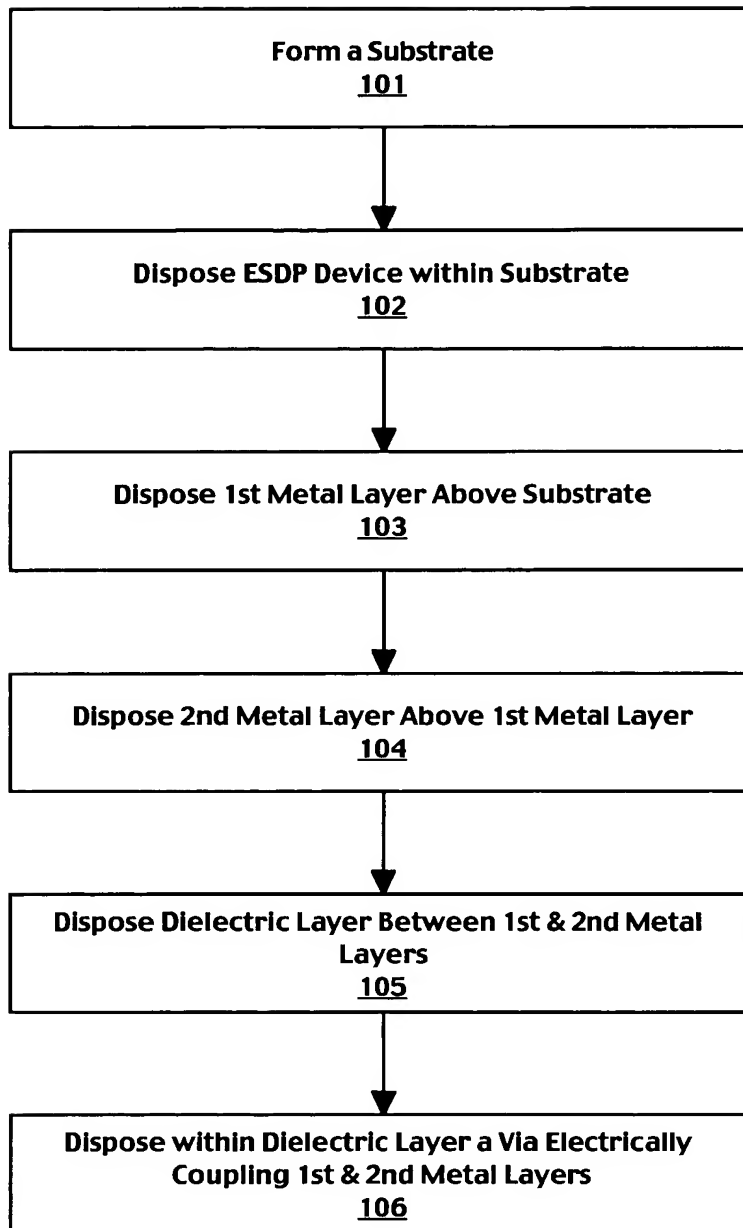 Form a Substrate
101
Dispose ESDP Device within Substrate
102
Dispose 1st Metal Layer Above Substrate
103
Dispose 2nd Metal Layer Above 1st Metal Layer
104
Dispose Dielectric Layer Between 1st & 2nd Metal
Layers
105
Dispose within Dielectric Layer a Via Electrically
Coupling 1st & 2nd Metal Layers
106